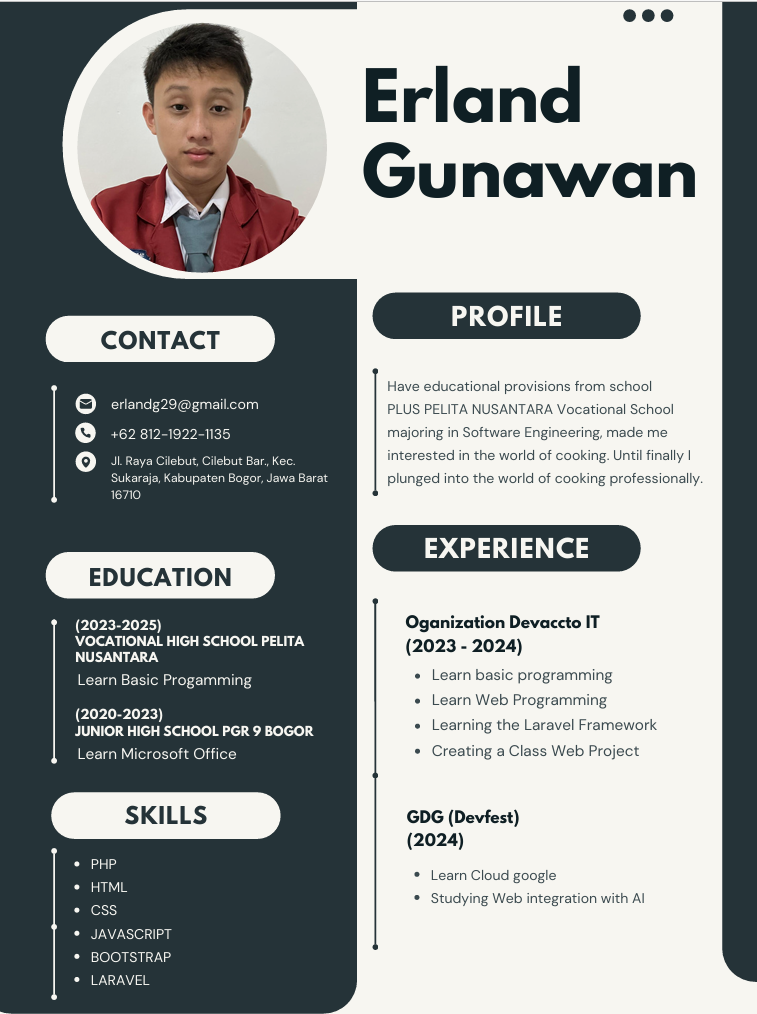 Erland
Gunawan
CONTACT
erlandg29@gmail.com
+62 812-1922-1135
Jl. Raya Cilebut, Cilebut Bar., Kec.
Sukaraja, Kabupaten Bogor, Jawa Barat
16710
EDUCATION
(2023-2025)
VOCATIONAL HIGH SCHOOL PELITA
NUSANTARA
Learn Basic Progamming
(2020-2023)
JUNIOR HIGH SCHOOL PGR 9 BOGOR
Learn Microsoft Office
SKILLS
PHP
HTML
CSS
JAVASCRIPT
BOOTSTRAP
LARAVEL
PROFILE
Have educational provisions from school
PLUS PELITA NUSANTARA Vocational School
majoring in Software Engineering, made me
interested in the world of cooking. Until finally I
plunged into the world of cooking professionally.
EXPERIENCE
Oganization Devaccto IT
(2023 - 2024)
Learn basic programming
Learn Web Programming
Learning the Laravel Framework
Creating a Class Web Project
GDG (Devfest)
(2024)
Learn Cloud google
Studying Web integration with AI